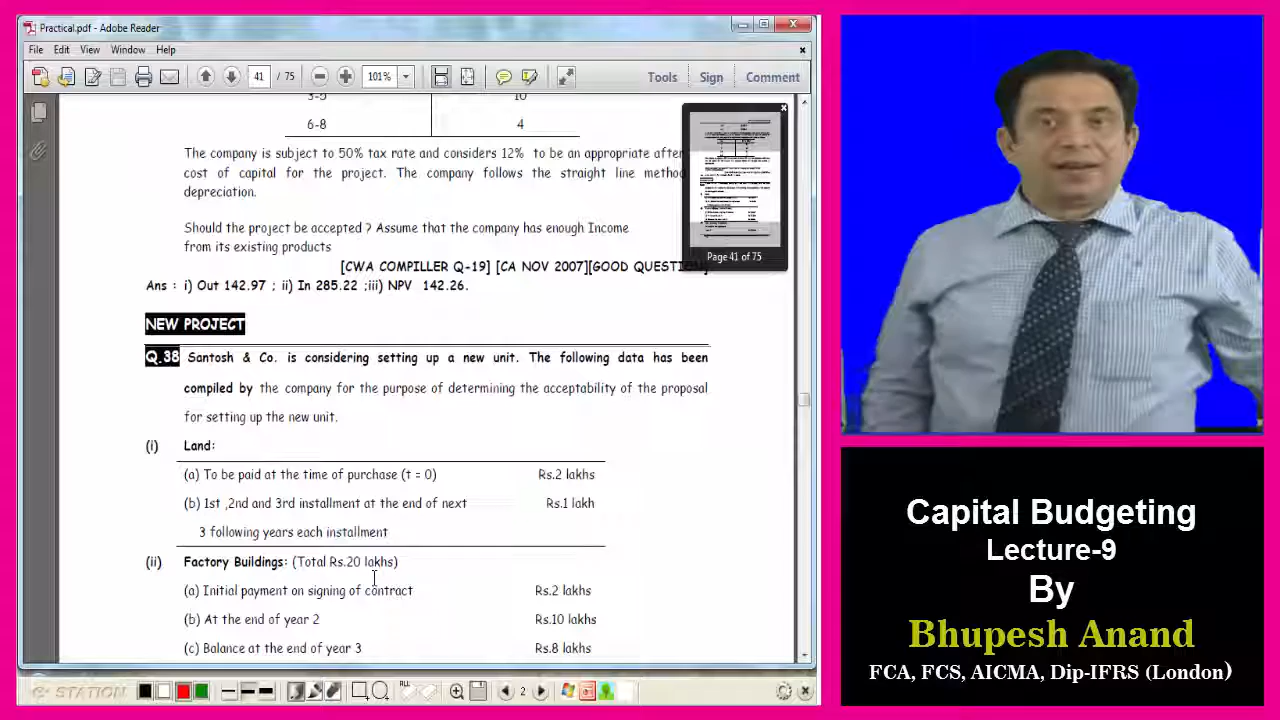 Practical.pdf - Adobe Reader
File Edit View Window Help
41 / 75 101% Tools Sign Comment
3-5 10
6-8 4
The company is subject to 50% tax rate and considers 12% to be an appropriate after
cost of capital for the project. The company follows the straight line method
depreciation.
Should the project be accepted ? Assume that the company has enough Income
from its existing products
[CWA COMPILLER Q-19] [CA NOV 2007][GOOD QUESTION]
Ans : i) Out 142.97 ; ii) In 285.22 ;iii) NPV 142.26.
Page 41 of 75
NEW PROJECT
Q.38 Santosh & Co. is considering setting up a new unit. The following data has been
compiled by the company for the purpose of determining the acceptability of the proposal
for setting up the new unit.
(i) Land:
(a) To be paid at the time of purchase (t = 0) Rs.2 lakhs
(b) 1st ,2nd and 3rd installment at the end of next Rs.1 lakh
3 following years each installment
(ii) Factory Buildings: (Total Rs.20 lakhs)
(a) Initial payment on signing of contract Rs.2 lakhs
(b) At the end of year 2 Rs.10 lakhs
(c) Balance at the end of year 3 Rs.8 lakhs
e-STATION 2
Capital Budgeting
Lecture-9
By
Bhupesh Anand
FCA, FCS, AICMA, Dip-IFRS (London)